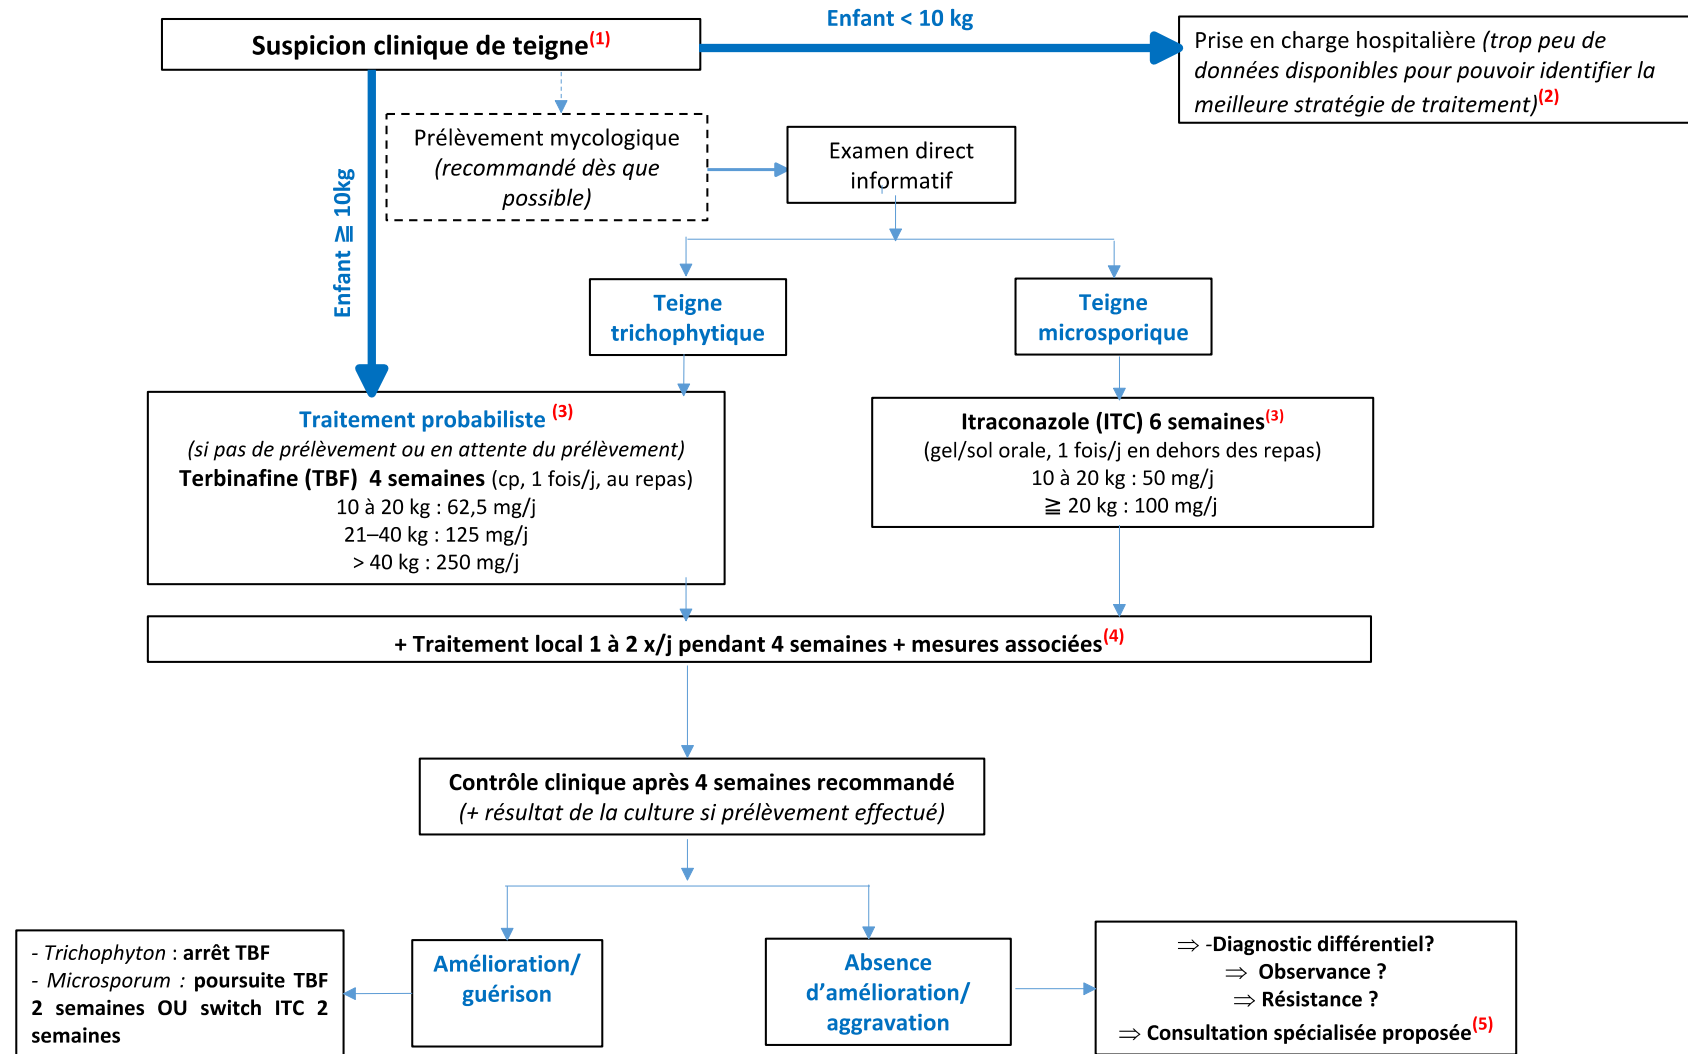 Enfant < 10 kg
Suspicion clinique de teigne(1)
Prise en charge hospitalière (trop peu de
données disponibles pour pouvoir identifier la
meilleure stratégie de traitement)(2)
Prélèvement mycologique
(recommandé dès que
possible)
Examen direct
informatif
Enfant ≧ 10kg
Teigne
trichophytique
Teigne
microsporique
Traitement probabiliste (3)
(si pas de prélèvement ou en attente du prélèvement)
Terbinafine (TBF) 4 semaines (cp, 1 fois/j, au repas)
10 à 20 kg : 62,5 mg/j
21–40 kg : 125 mg/j
> 40 kg : 250 mg/j
Itraconazole (ITC) 6 semaines(3)
(gel/sol orale, 1 fois/j en dehors des repas)
10 à 20 kg : 50 mg/j
≧ 20 kg : 100 mg/j
+ Traitement local 1 à 2 x/j pendant 4 semaines + mesures associées(4)
Contrôle clinique après 4 semaines recommandé
(+ résultat de la culture si prélèvement effectué)
- Trichophyton : arrêt TBF
- Microsporum : poursuite TBF
2 semaines OU switch ITC 2
semaines
Amélioration/
guérison
Absence
d’amélioration/
aggravation
⇒ -Diagnostic différentiel?
⇒ Observance ?
⇒ Résistance ?
⇒ Consultation spécialisée proposée(5)